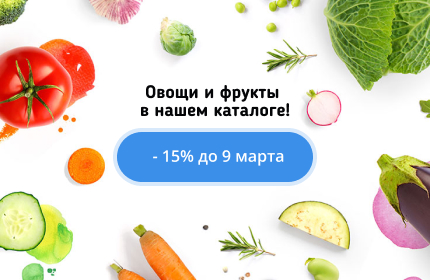 Овощи и фрукты
в нашем каталоге!
- 15% до 9 марта